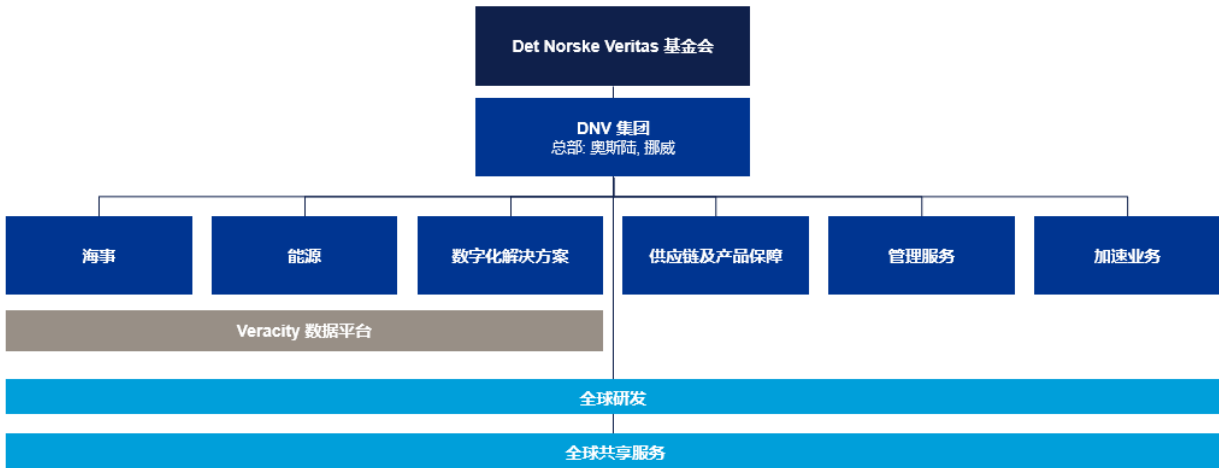 Det Norske Veritas 基金会
DNV 集团
总部: 奥斯陆, 挪威
海事
能源
数字化解决方案
供应链及产品保障
管理服务
加速业务
Veracity 数据平台
全球研发
全球共享服务